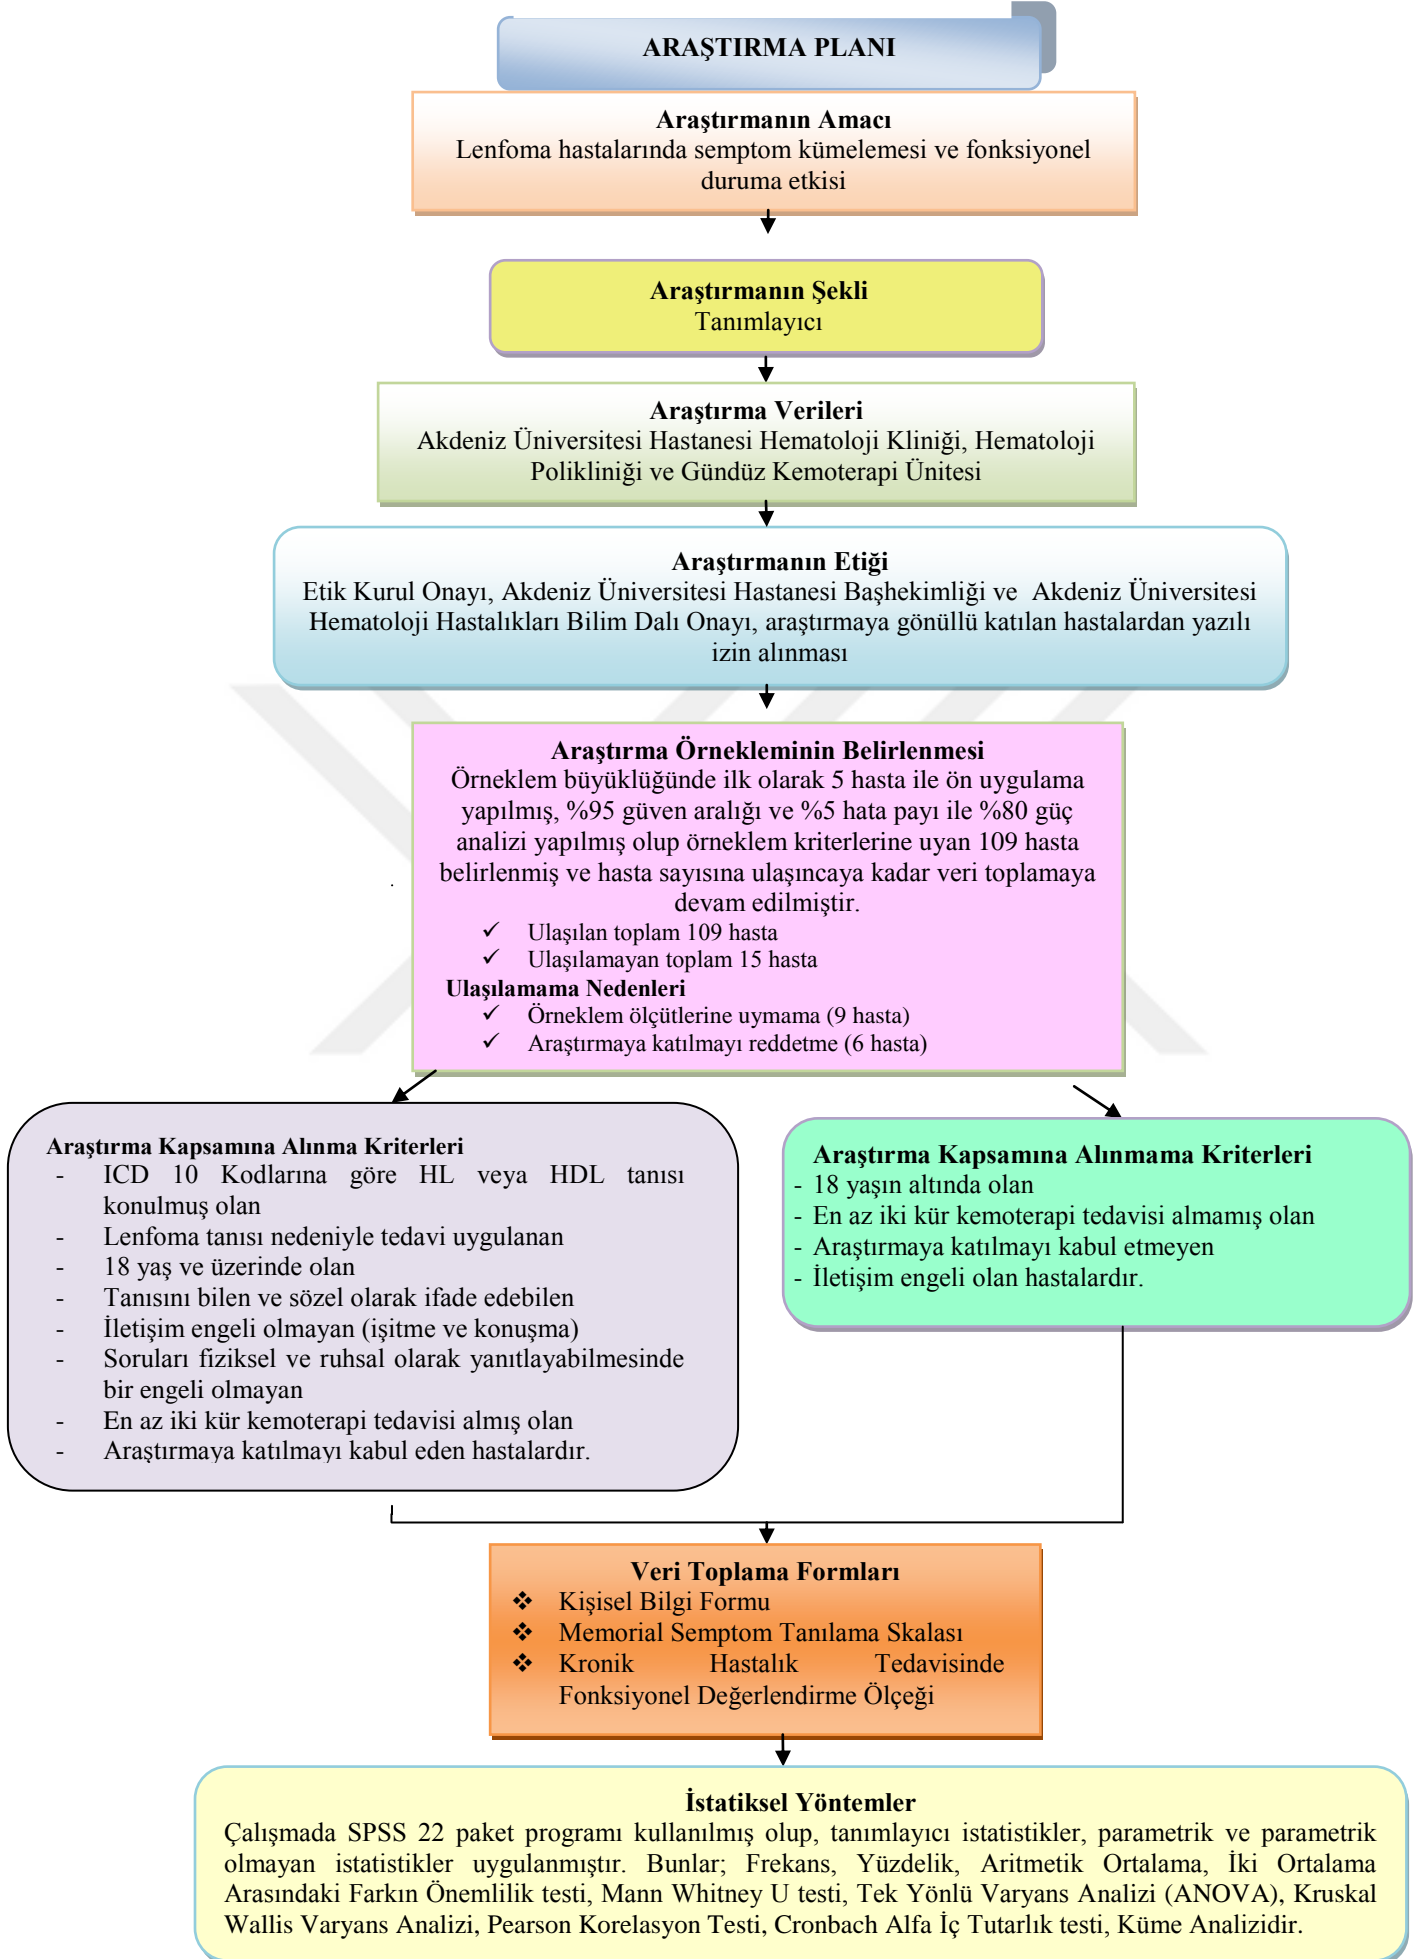 ARAŞTIRMA PLANI
Araştırmanın Amacı
Lenfoma hastalarında semptom kümelemesi ve fonksiyonel
duruma etkisi
Araştırmanın Şekli
Tanımlayıcı
Araştırma Verileri
Akdeniz Üniversitesi Hastanesi Hematoloji Kliniği, Hematoloji
Polikliniği ve Gündüz Kemoterapi Ünitesi
Araştırmanın Etiği
Etik Kurul Onayı, Akdeniz Üniversitesi Hastanesi Başhekimliği ve Akdeniz Üniversitesi
Hematoloji Hastalıkları Bilim Dalı Onayı, araştırmaya gönüllü katılan hastalardan yazılı
izin alınması
Araştırma Örnekleminin Belirlenmesi
Örneklem büyüklüğünde ilk olarak 5 hasta ile ön uygulama
yapılmış, %95 güven aralığı ve %5 hata payı ile %80 güç
analizi yapılmış olup örneklem kriterlerine uyan 109 hasta
belirlenmiş ve hasta sayısına ulaşıncaya kadar veri toplamaya
devam edilmiştir.
✓ Ulaşılan toplam 109 hasta
✓ Ulaşılamayan toplam 15 hasta
Ulaşılamama Nedenleri
✓ Örneklem ölçütlerine uymama (9 hasta)
✓ Araştırmaya katılmayı reddetme (6 hasta)
Araştırma Kapsamına Alınma Kriterleri
- ICD 10 Kodlarına göre HL veya HDL tanısı
konulmuş olan
- Lenfoma tanısı nedeniyle tedavi uygulanan
- 18 yaş ve üzerinde olan
- Tanısını bilen ve sözel olarak ifade edebilen
- İletişim engeli olmayan (işitme ve konuşma)
- Soruları fiziksel ve ruhsal olarak yanıtlayabilmesinde
bir engeli olmayan
- En az iki kür kemoterapi tedavisi almış olan
- Araştırmaya katılmayı kabul eden hastalardır.
Araştırma Kapsamına Alınmama Kriterleri
- 18 yaşın altında olan
- En az iki kür kemoterapi tedavisi almamış olan
- Araştırmaya katılmayı kabul etmeyen
- İletişim engeli olan hastalardır.
Veri Toplama Formları
❖ Kişisel Bilgi Formu
❖ Memorial Semptom Tanılama Skalası
❖ Kronik Hastalık Tedavisinde
Fonksiyonel Değerlendirme Ölçeği
İstatiksel Yöntemler
Çalışmada SPSS 22 paket programı kullanılmış olup, tanımlayıcı istatistikler, parametrik ve parametrik
olmayan istatistikler uygulanmıştır. Bunlar; Frekans, Yüzdelik, Aritmetik Ortalama, İki Ortalama
Arasındaki Farkın Önemlilik testi, Mann Whitney U testi, Tek Yönlü Varyans Analizi (ANOVA), Kruskal
Wallis Varyans Analizi, Pearson Korelasyon Testi, Cronbach Alfa İç Tutarlık testi, Küme Analizidir.